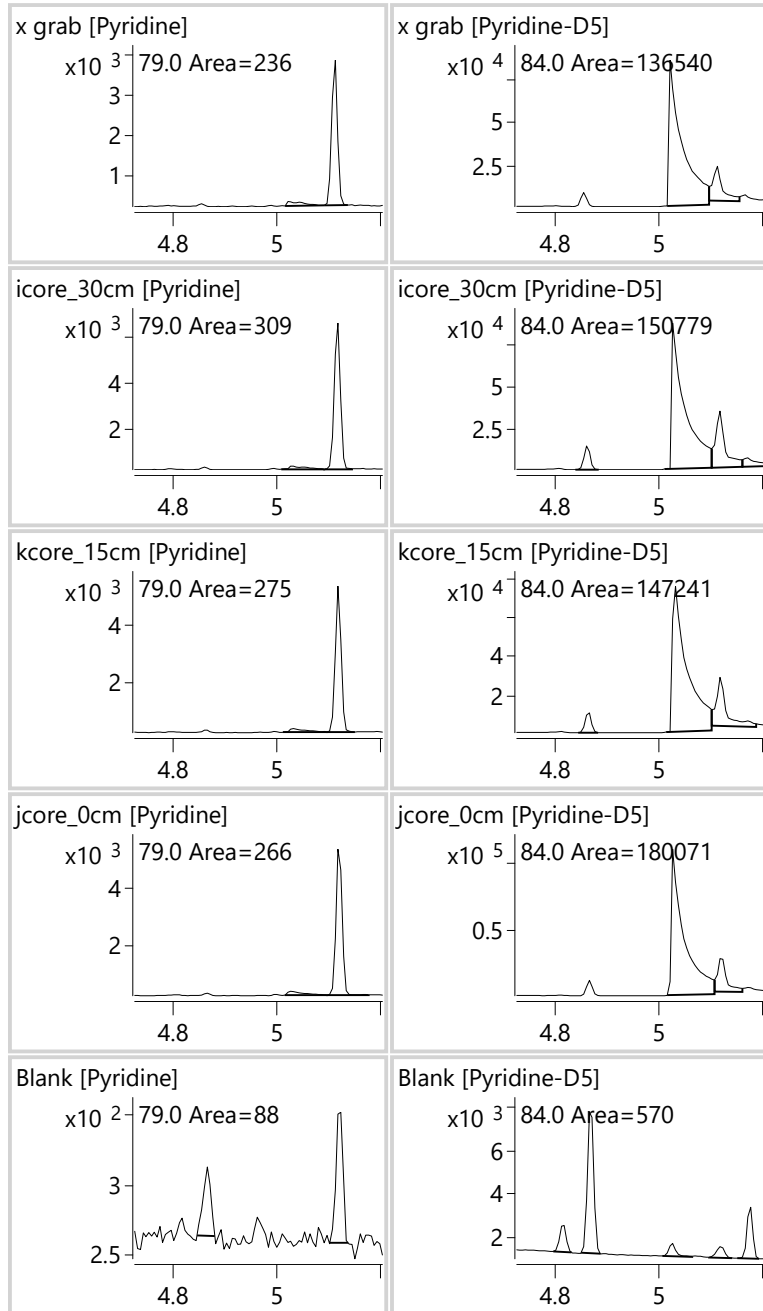 x grab [Pyridine]
x10 3
79.0 Area=236
3
2
1
4.8 5
x grab [Pyridine-D5]
x10 4
84.0 Area=136540
5
2.5
4.8 5
icore_30cm [Pyridine]
x10 3
79.0 Area=309
4
2
4.8 5
icore_30cm [Pyridine-D5]
x10 4
84.0 Area=150779
5
2.5
4.8 5
kcore_15cm [Pyridine]
x10 3
79.0 Area=275
4
2
4.8 5
kcore_15cm [Pyridine-D5]
x10 4
84.0 Area=147241
4
2
4.8 5
jcore_0cm [Pyridine]
x10 3
79.0 Area=266
4
2
4.8 5
jcore_0cm [Pyridine-D5]
x10 5
84.0 Area=180071
0.5
4.8 5
Blank [Pyridine]
x10 2
79.0 Area=88
3
2.5
4.8 5
Blank [Pyridine-D5]
x10 3
84.0 Area=570
6
4
2
4.8 5